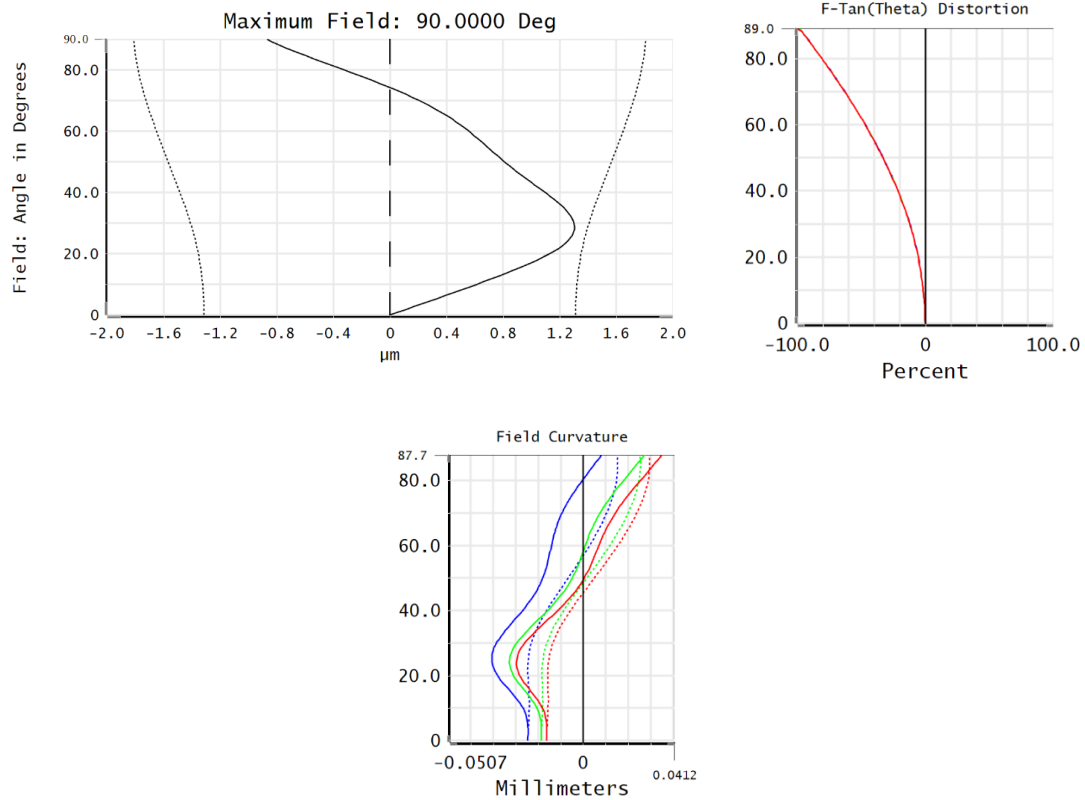 Maximum Field: 90.0000 Deg
Field: Angle in Degrees
90.0
80.0
60.0
40.0
20.0
0
-2.0 -1.6 -1.2 -0.8 -0.4 0 0.4 0.8 1.2 1.6 2.0
µm
F-Tan(Theta) Distortion
89.0
80.0
60.0
40.0
20.0
0
-100.0 0 100.0
Percent
Field Curvature
87.7
80.0
60.0
40.0
20.0
0
-0.0507 0 0.0412
Millimeters